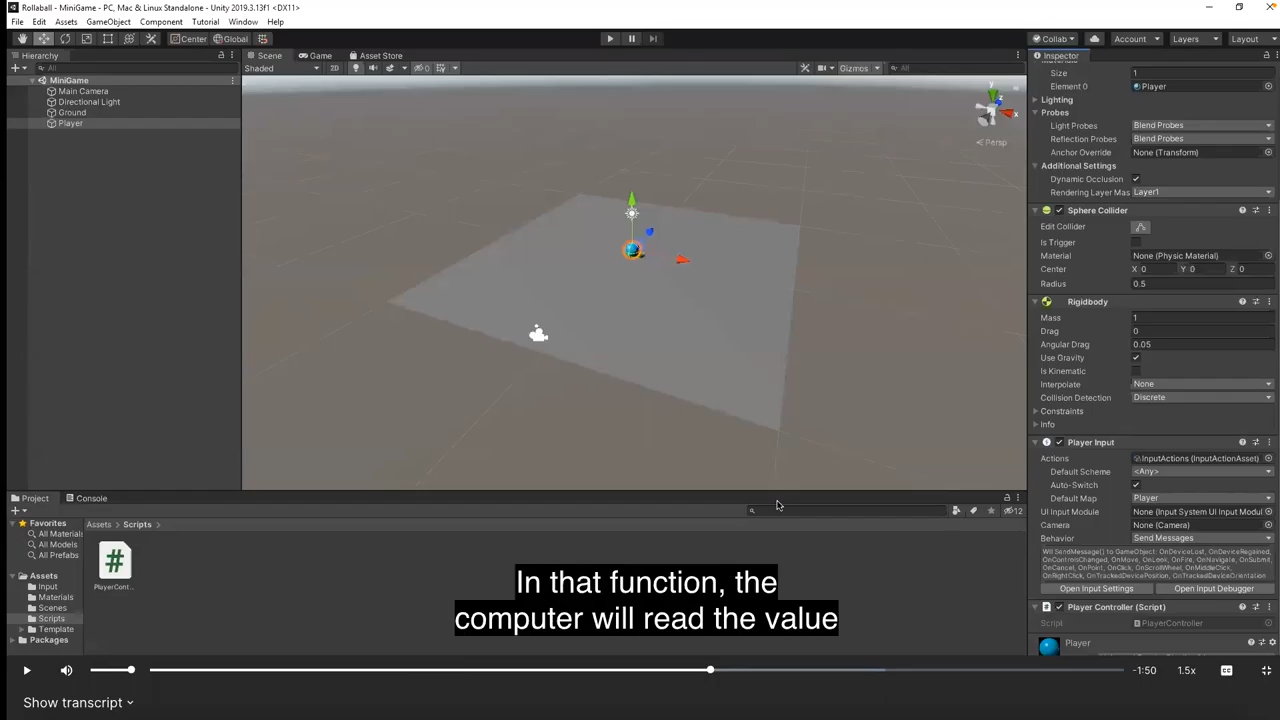 Rollaball - MiniGame - PC, Mac & Linux Standalone - Unity 2019.3.13f1 <DX11>
File Edit Assets GameObject Component Tutorial Window Help
Center Global Collab Account Layers Layout
Hierarchy
All
MiniGame
Main Camera
Directional Light
Ground
Player
Scene Game Asset Store
Shaded 2D 0 Gizmos All
y
z
x
Persp
Inspector
Size 1
Element 0 Player
Lighting
Probes
Light Probes Blend Probes
Reflection Probes Blend Probes
Anchor Override None (Transform)
Additional Settings
Dynamic Occlusion
Rendering Layer Mas Layer1
Sphere Collider
Edit Collider
Is Trigger
Material None (Physic Material)
Center X 0 Y 0 Z 0
Radius 0.5
Rigidbody
Mass 1
Drag 0
Angular Drag 0.05
Use Gravity
Is Kinematic
Interpolate None
Collision Detection Discrete
Constraints
Info
Player Input
Actions InputActions (InputActionAsset)
Default Scheme <Any>
Auto-Switch
Default Map Player
UI Input Module None (Input System UI Input Modul
Camera None (Camera)
Behavior Send Messages
Will SendMessage() to GameObject: OnDeviceLost, OnDeviceRegained,
OnControlsChanged, OnMove, OnLook, OnFire, OnNavigate, OnSubmit,
OnCancel, OnPoint, OnClick, OnScrollWheel, OnMiddleClick,
OnRightClick, OnTrackedDevicePosition, OnTrackedDeviceOrientation
Open Input Settings Open Input Debugger
Player Controller (Script)
Script PlayerController
Player
Project Console
12
Favorites
All Material
All Models
All Prefabs
Assets
Input
Materials
Scenes
Scripts
Template
Packages
Assets > Scripts >
#
PlayerCont...
In that function, the
computer will read the value
-1:50 1.5x CC
Show transcript